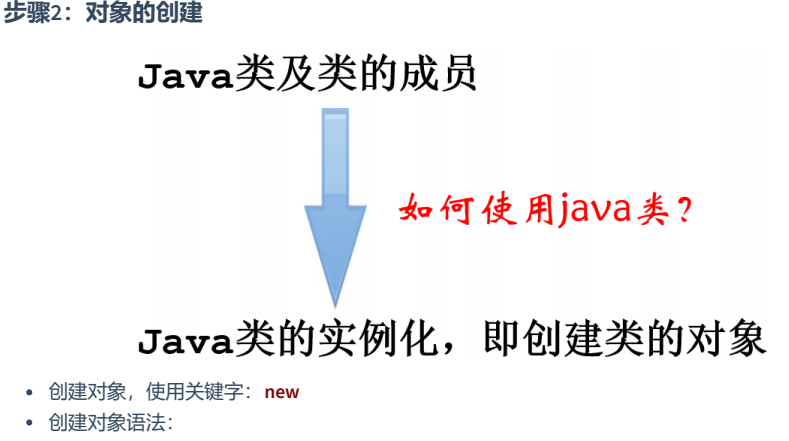 步骤2：对象的创建
Java类及类的成员
如何使用java类？
Java类的实例化，即创建类的对象
• 创建对象，使用关键字：new
• 创建对象语法：